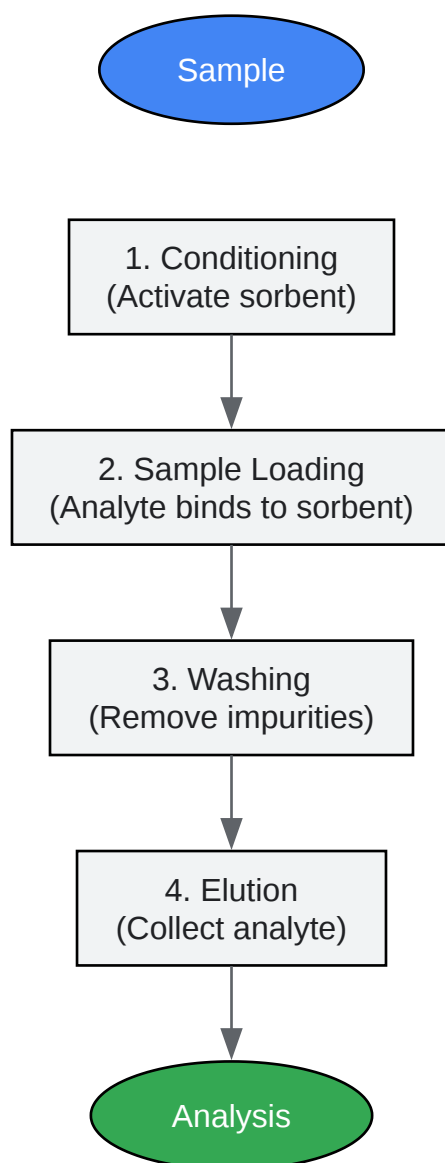 Sample
1. Conditioning
(Activate sorbent)
2. Sample Loading
(Analyte binds to sorbent)
3. Washing
(Remove impurities)
4. Elution
(Collect analyte)
Analysis